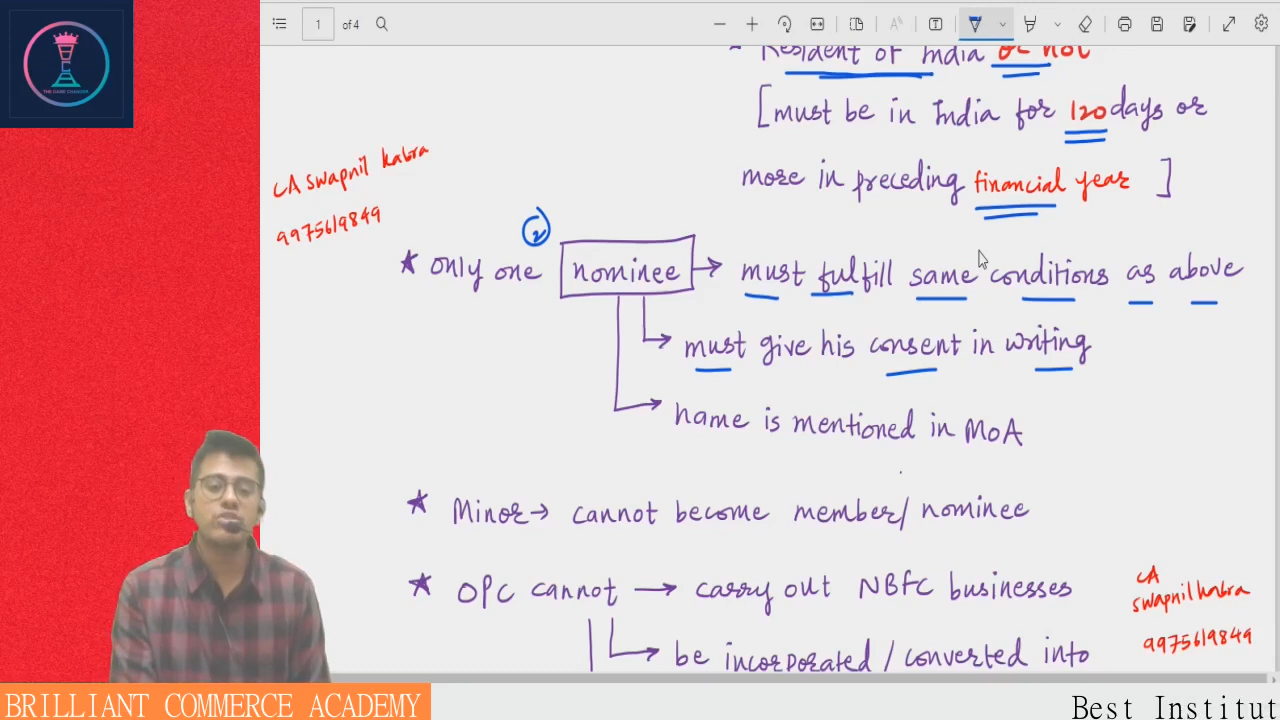 1 of 4
THE GAME CHANGER
Resident of India or not
[must be in India for 120 days or
more in preceding financial year]
CA swapnil kabra
9975619849
2
★ only one nominee → must fulfill same conditions as above
→ must give his consent in writing
→ name is mentioned in MoA
★ Minor → cannot become member/ nominee
★ OPC cannot → carry out NBFC businesses
→ be incorporated / converted into
CA
swapnil kabra
9975619849
BRILLIANT COMMERCE ACADEMY
Best Institut